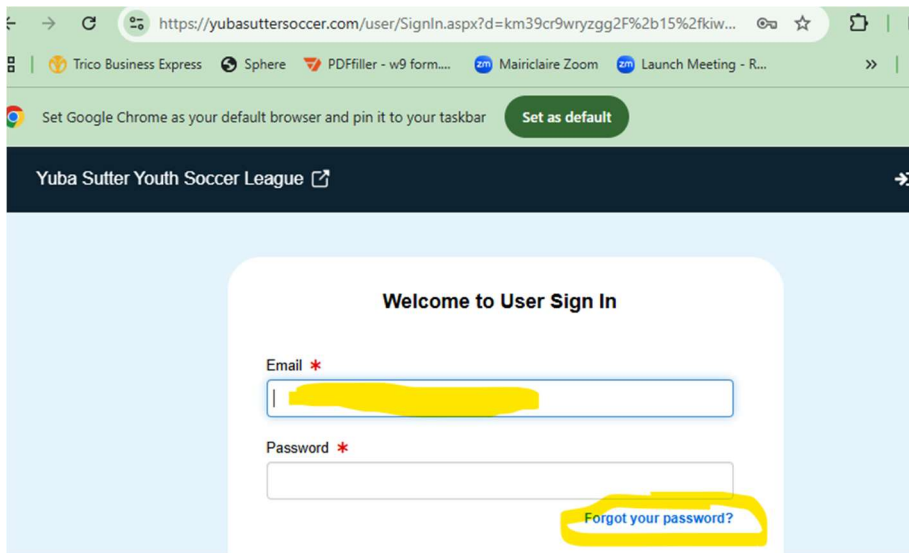 https://yubasuttersoccer.com/user/SignIn.aspx?d=km39cr9wryzgg2F%2b15%2fkiw...
Trico Business Express Sphere PDFfiller - w9 form.... zm Mairiclaire Zoom zm Launch Meeting - R... »
Set Google Chrome as your default browser and pin it to your taskbar Set as default
Yuba Sutter Youth Soccer League
Welcome to User Sign In
Email *
Password *
Forgot your password?